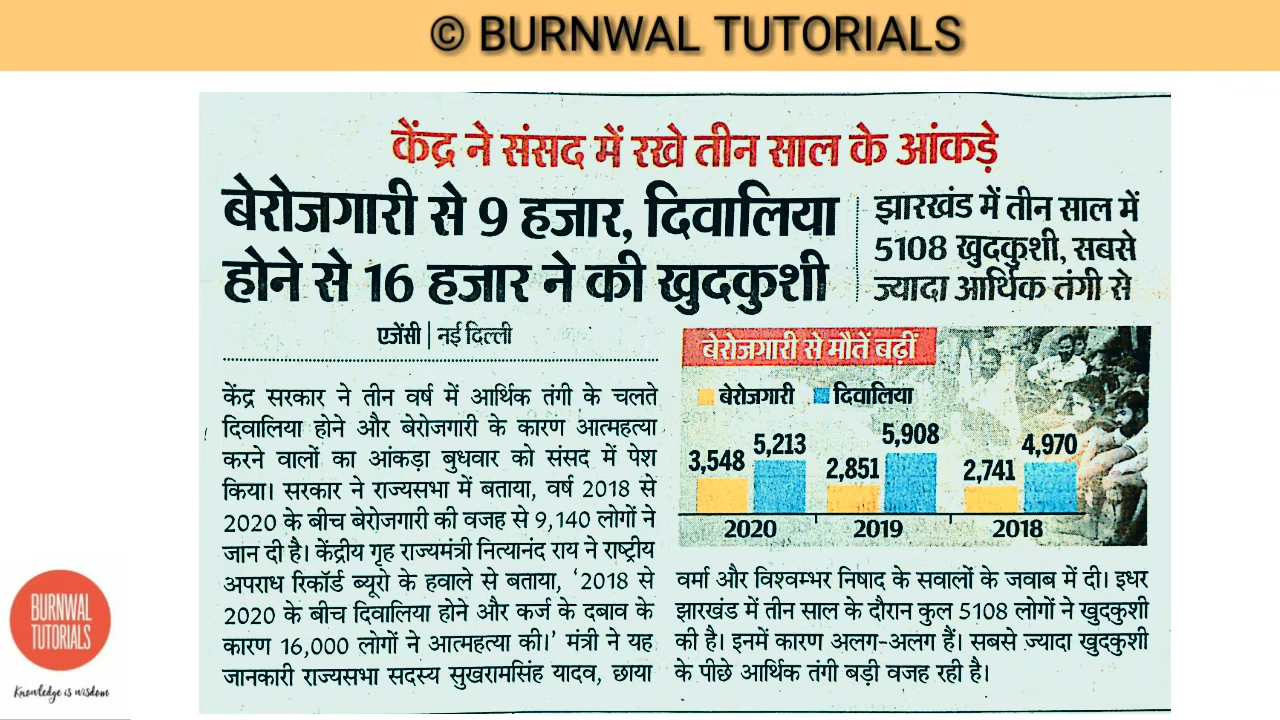 © BURNWAL TUTORIALS
केंद्र ने संसद में रखे तीन साल के आंकड़े
बेरोजगारी से 9 हजार, दिवालिया
होने से 16 हजार ने की खुदकुशी
झारखंड में तीन साल में
5108 खुदकुशी, सबसे
ज्यादा आर्थिक तंगी से
एजेंसी | नई दिल्ली
केंद्र सरकार ने तीन वर्ष में आर्थिक तंगी के चलते
दिवालिया होने और बेरोजगारी के कारण आत्महत्या
करने वालों का आंकड़ा बुधवार को संसद में पेश
किया। सरकार ने राज्यसभा में बताया, वर्ष 2018 से
2020 के बीच बेरोजगारी की वजह से 9,140 लोगों ने
जान दी है। केंद्रीय गृह राज्यमंत्री नित्यानंद राय ने राष्ट्रीय
अपराध रिकॉर्ड ब्यूरो के हवाले से बताया, ‘2018 से
2020 के बीच दिवालिया होने और कर्ज के दबाव के
कारण 16,000 लोगों ने आत्महत्या की।’ मंत्री ने यह
जानकारी राज्यसभा सदस्य सुखरामसिंह यादव, छाया
बेरोजगारी से मौतें बढ़ीं
बेरोजगारी दिवालिया
3,548 5,213 2,851 5,908 2,741 4,970
2020 2019 2018
वर्मा और विश्वम्भर निषाद के सवालों के जवाब में दी। इधर
झारखंड में तीन साल के दौरान कुल 5108 लोगों ने खुदकुशी
की है। इनमें कारण अलग-अलग हैं। सबसे ज्यादा खुदकुशी
के पीछे आर्थिक तंगी बड़ी वजह रही है।
BURNWAL
TUTORIALS
Knowledge is wisdom